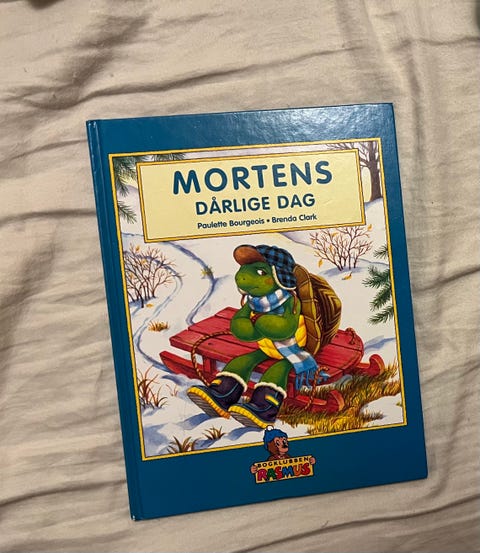 MORTENS
DÅRLIGE DAG
Paulette Bourgeois • Brenda Clark
BOGKLUBBEN
RASMUS